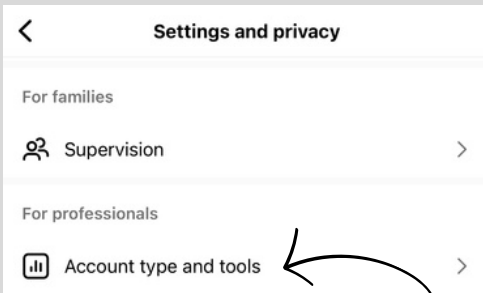 Settings and privacy
For families
Supervision
For professionals
Account type and tools